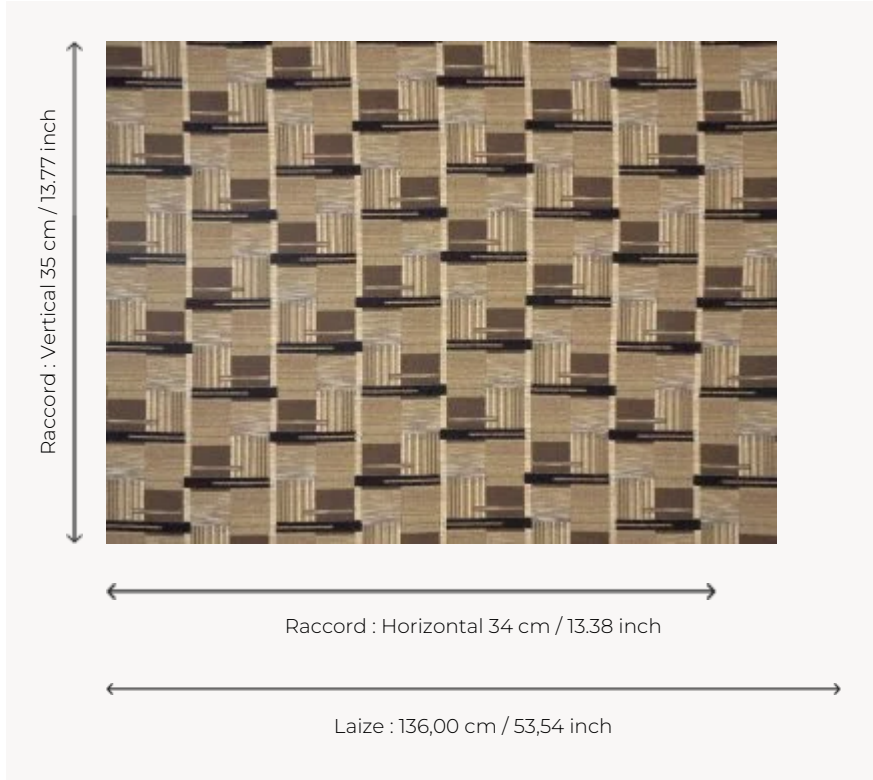 Raccord : Vertical 35 cm / 13.77 inch
Raccord : Horizontal 34 cm / 13.38 inch
Laize : 136,00 cm / 53,54 inch